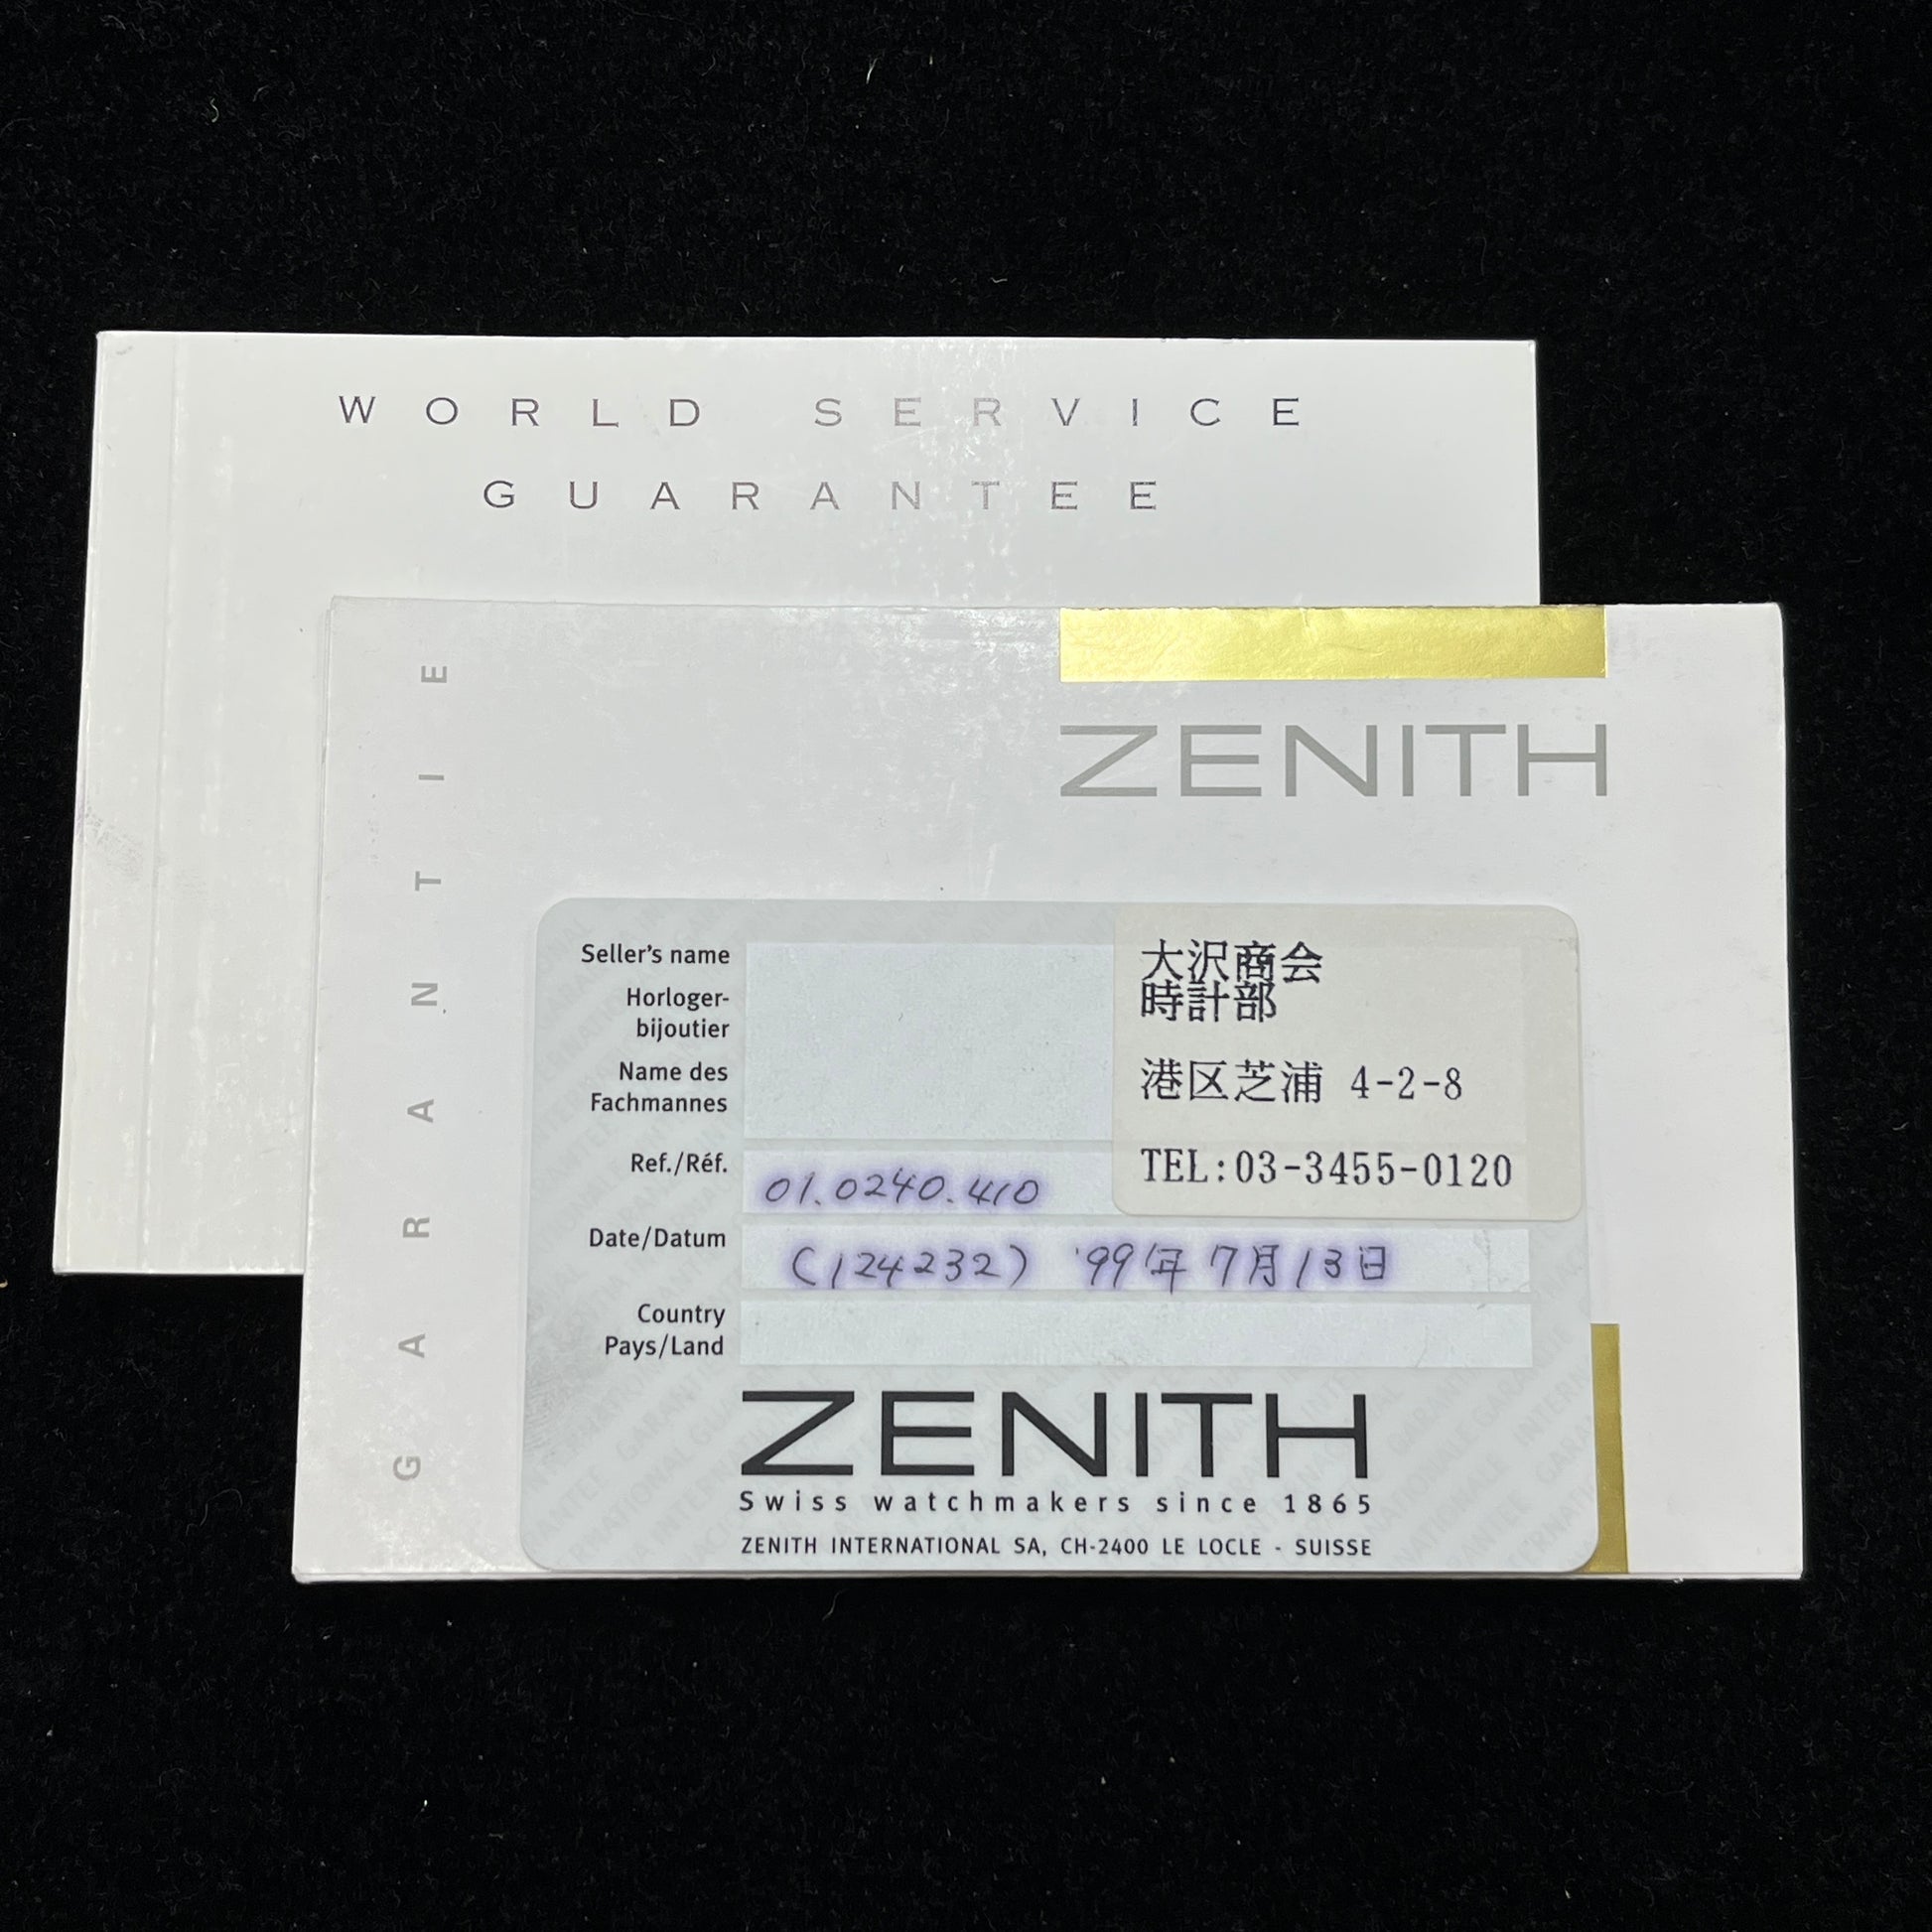 WORLD SERVICE
GUARANTEE
GARANTIE
ZENITH
Seller's name
Horloger-
bijoutier
Name des
Fachmannes
大沢商会
時計部
港区芝浦 4-2-8
TEL:03-3455-0120
Ref./Réf.
01.0240.410
Date/Datum
(124232) '99年7月13日
Country
Pays/Land
ZENITH
Swiss watchmakers since 1865
ZENITH INTERNATIONAL SA, CH-2400 LE LOCLE - SUISSE